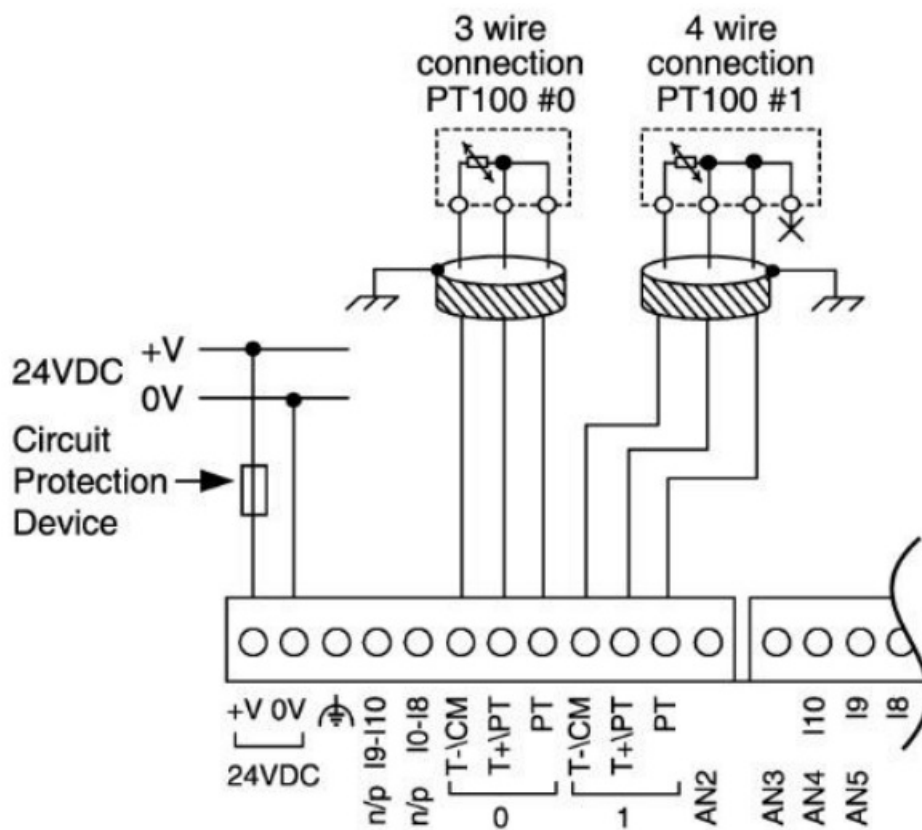 3 wire
connection
PT100 #0
4 wire
connection
PT100 #1
24VDC
+V
0V
Circuit
Protection
Device
+V 0V
24VDC
n/p I9-I10
n/p I0-I8
T-\CM
T+\PT
PT
0
T-\CM
T+\PT
PT
1
AN2
AN3
AN4 I10
AN5 I9
I8